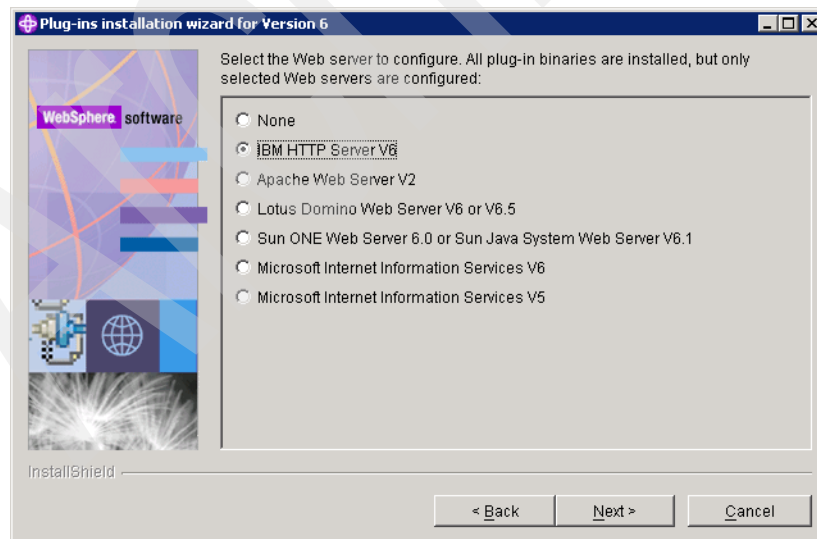 Plug-ins installation wizard for Version 6
Select the Web server to configure. All plug-in binaries are installed, but only
selected Web servers are configured:
WebSphere software
None
IBM HTTP Server V6
Apache Web Server V2
Lotus Domino Web Server V6 or V6.5
Sun ONE Web Server 6.0 or Sun Java System Web Server V6.1
Microsoft Internet Information Services V6
Microsoft Internet Information Services V5
InstallShield
< Back
Next >
Cancel